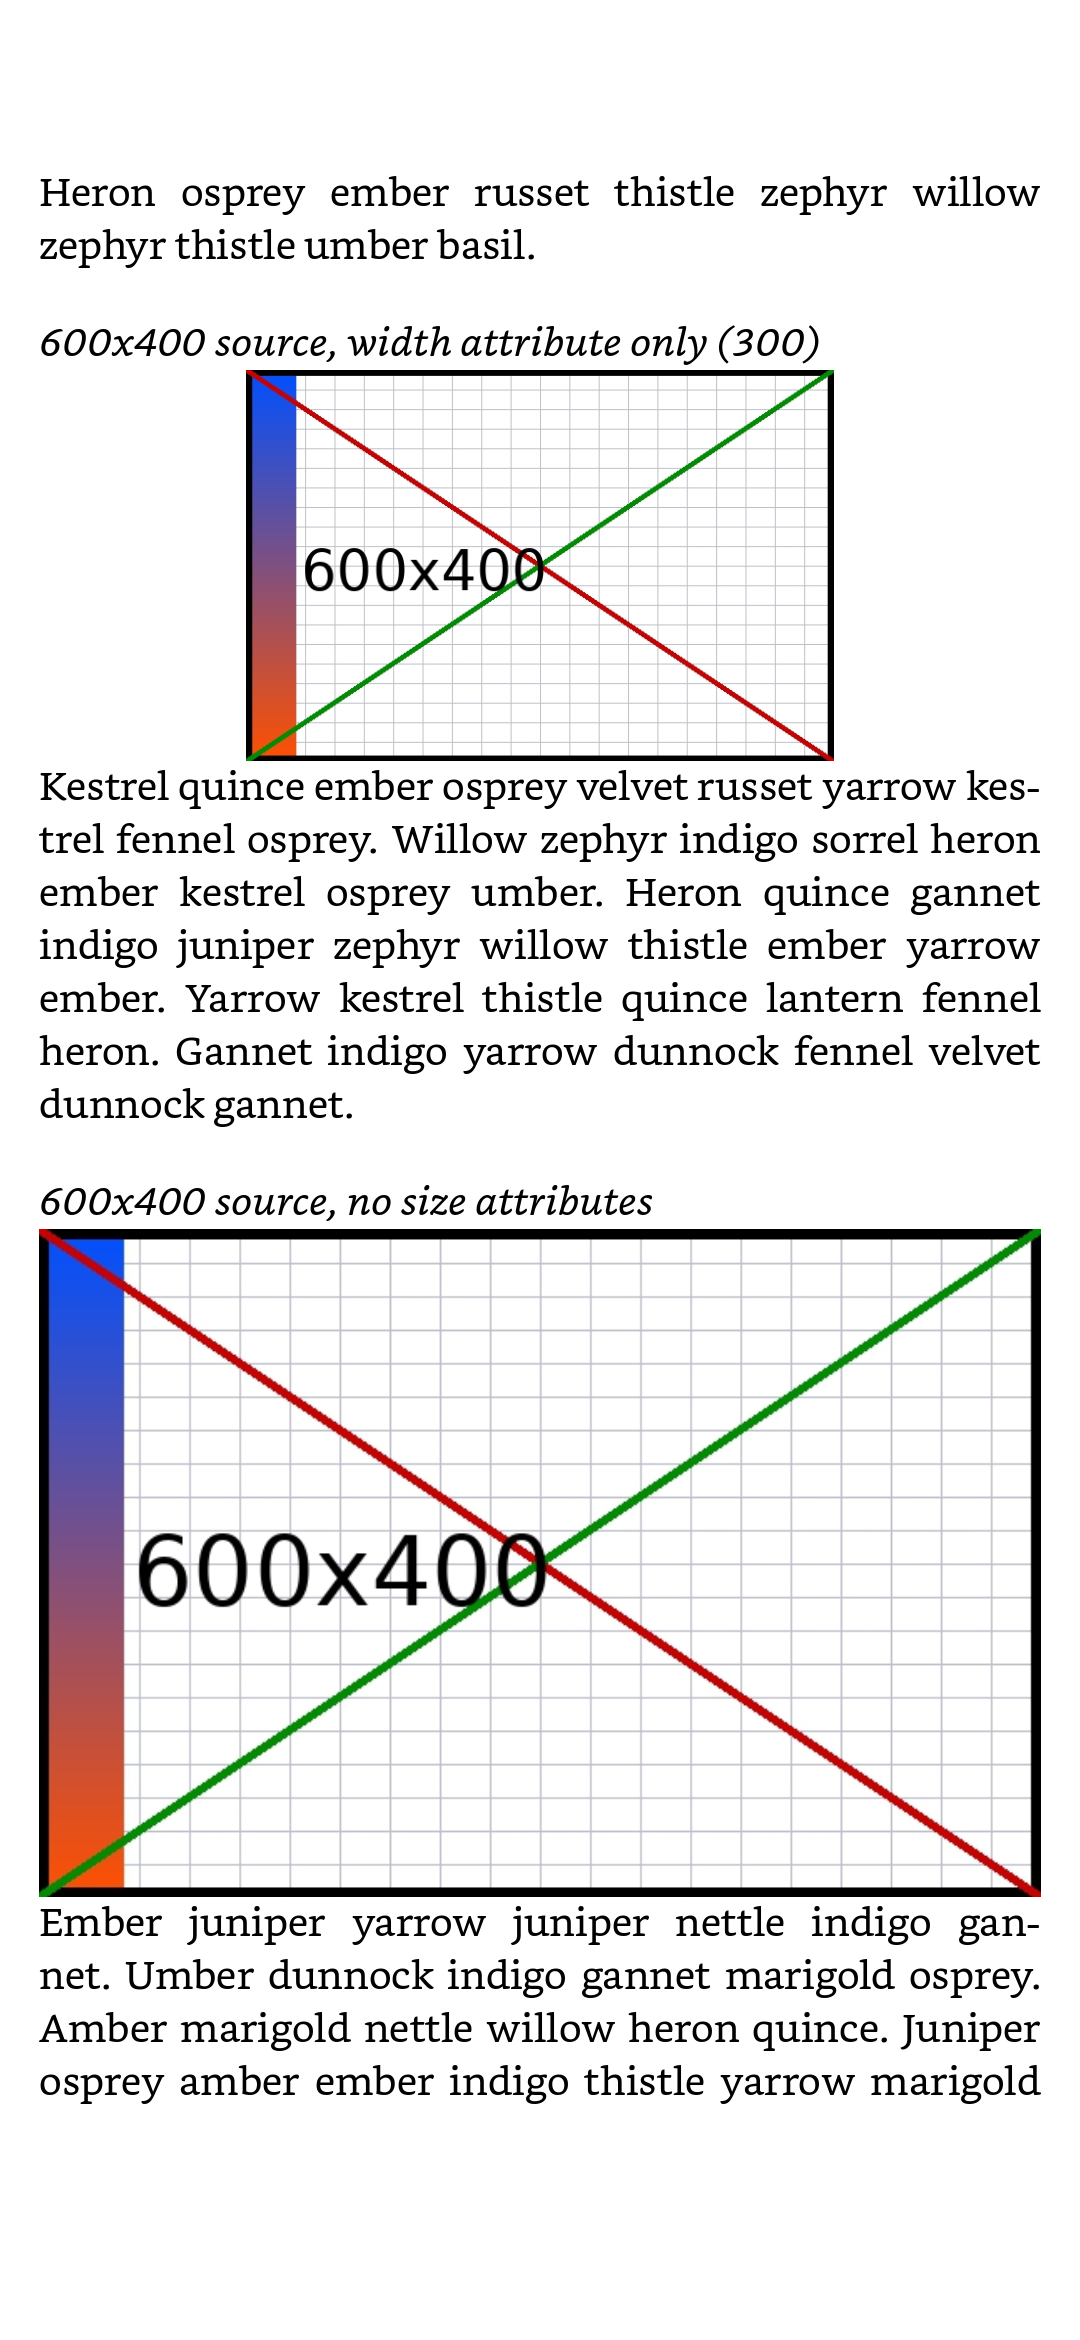 Heron osprey ember russet thistle zephyr willow
zephyr thistle umber basil.
600x400 source, width attribute only (300)
600x400
Kestrel quince ember osprey velvet russet yarrow kes-
trel fennel osprey. Willow zephyr indigo sorrel heron
ember kestrel osprey umber. Heron quince gannet
indigo juniper zephyr willow thistle ember yarrow
ember. Yarrow kestrel thistle quince lantern fennel
heron. Gannet indigo yarrow dunnock fennel velvet
dunnock gannet.
600x400 source, no size attributes
600x400
Ember juniper yarrow juniper nettle indigo gan-
net. Umber dunnock indigo gannet marigold osprey.
Amber marigold nettle willow heron quince. Juniper
osprey amber ember indigo thistle yarrow marigold